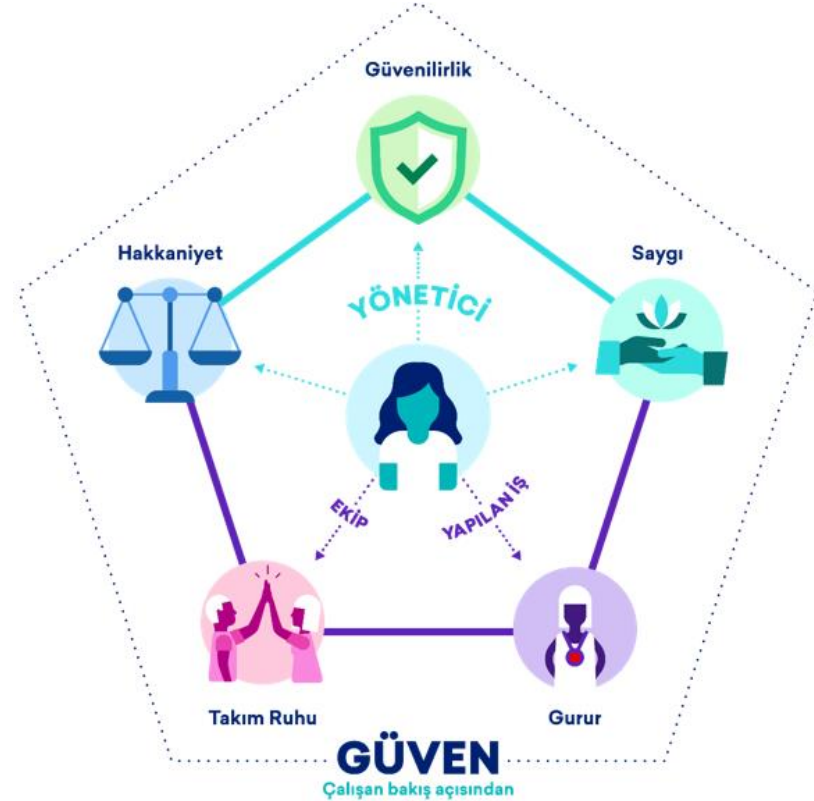 Güvenilirlik
Hakkaniyet
Saygı
YÖNETİCİ
EKİP
YAPILAN İŞ
Takım Ruhu
Gurur
GÜVEN
Çalışan bakış açısından